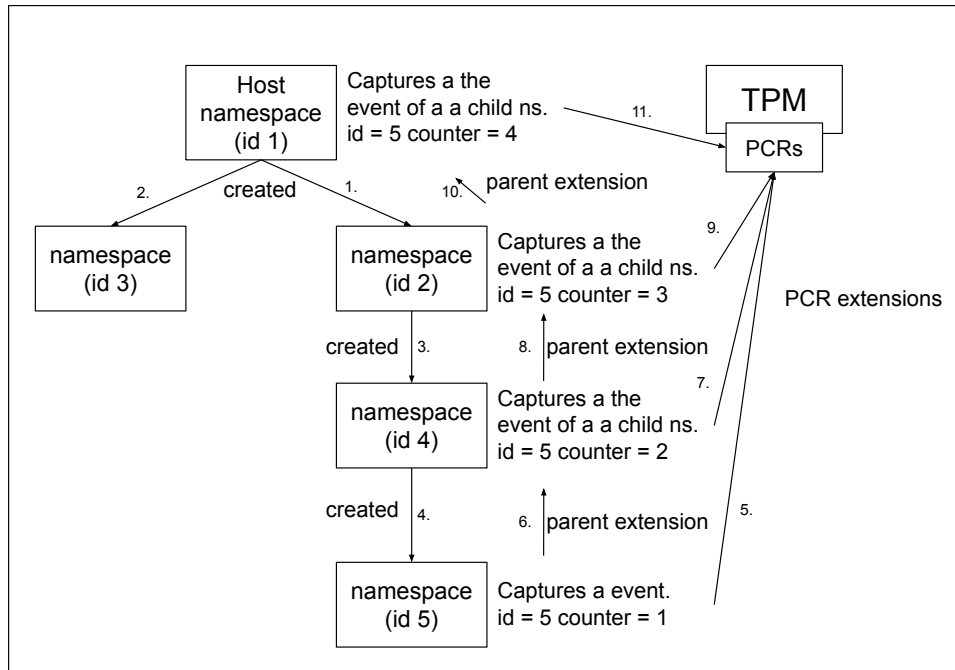 Host
namespace
(id 1)
Captures a the
event of a a child ns.
id = 5 counter = 4
11.
TPM
PCRs
2.
created
1.
10.
parent extension
namespace
(id 3)
namespace
(id 2)
Captures a the
event of a a child ns.
id = 5 counter = 3
9.
PCR extensions
created
3.
8.
parent extension
7.
namespace
(id 4)
Captures a the
event of a a child ns.
id = 5 counter = 2
created
4.
6.
parent extension
5.
namespace
(id 5)
Captures a event.
id = 5 counter = 1